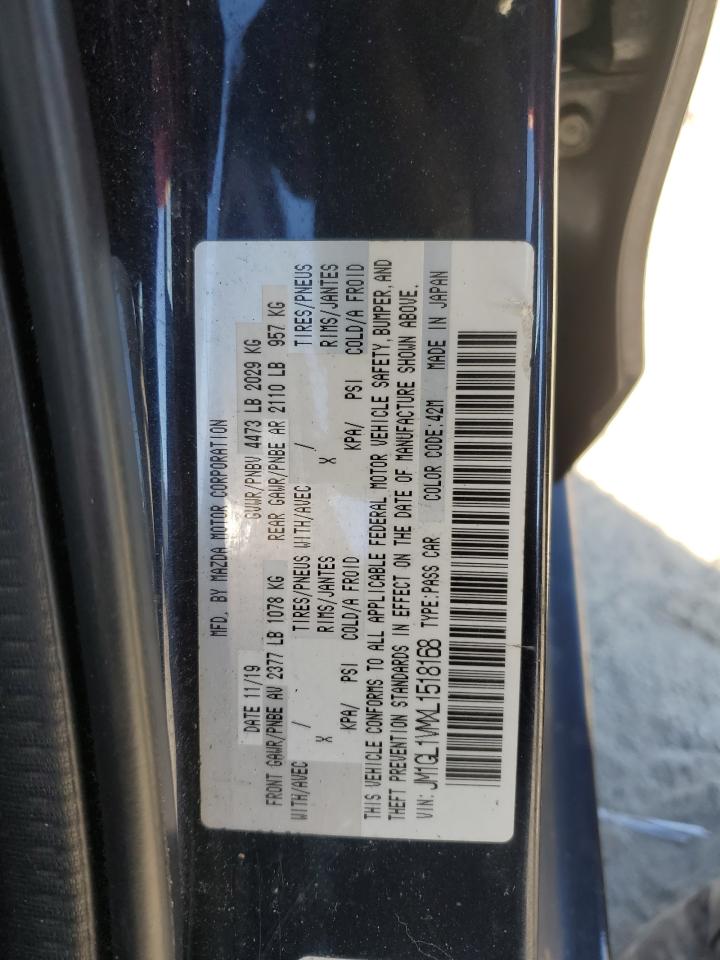 MFD. BY MAZDA MOTOR CORPORATION
DATE 11/19 GVWR/PNBV 4473 LB 2029 KG
FRONT GAWR/PNBE AV 2377 LB 1078 KG REAR GAWR/PNBE AR 2110 LB 957 KG
WITH/AVEC / TIRES/PNEUS WITH/AVEC / TIRES/PNEUS
X RIMS/JANTES X RIMS/JANTES
KPA/ PSI COLD/A FROID KPA/ PSI COLD/A FROID
THIS VEHICLE CONFORMS TO ALL APPLICABLE FEDERAL MOTOR VEHICLE SAFETY, BUMPER, AND
THEFT PREVENTION STANDARDS IN EFFECT ON THE DATE OF MANUFACTURE SHOWN ABOVE.
VIN: JM1GL1VMXL1518168 TYPE:PASS CAR COLOR CODE:42M MADE IN JAPAN